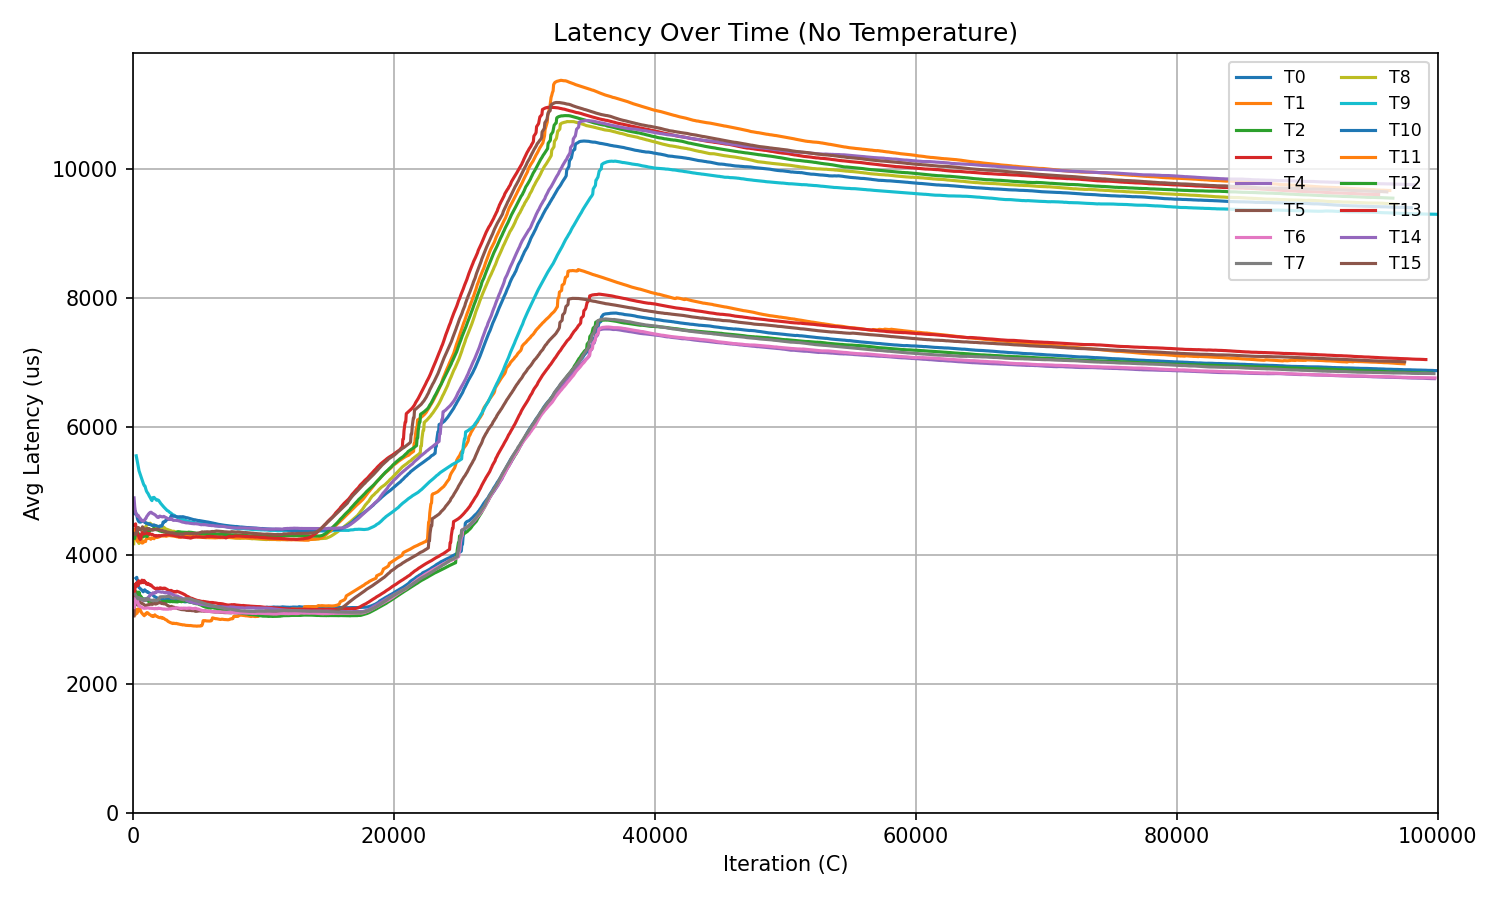 Latency Over Time (No Temperature)
Avg Latency (us)
10000
8000
6000
4000
2000
0
0 20000 40000 60000 80000 100000
Iteration (C)
T0 T8
T1 T9
T2 T10
T3 T11
T4 T12
T5 T13
T6 T14
T7 T15